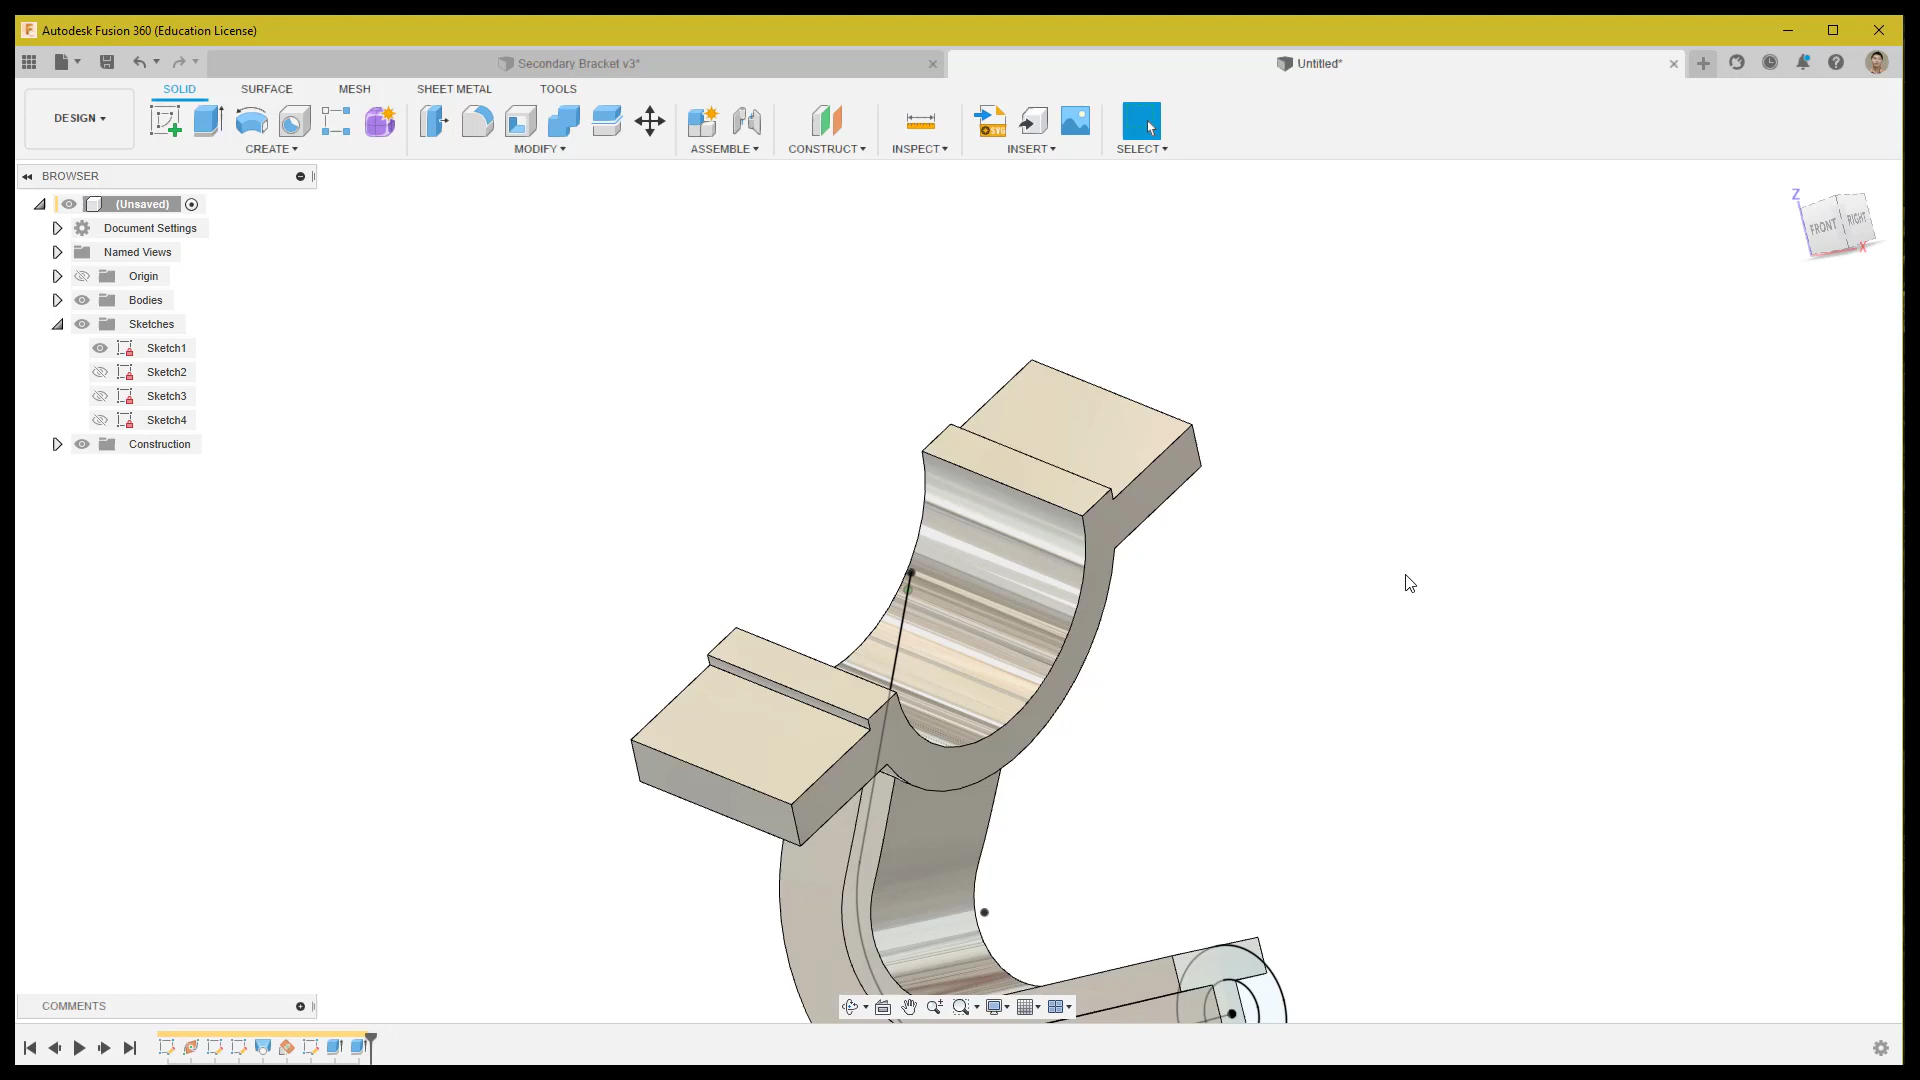 Autodesk Fusion 360 (Education License)
Secondary Bracket v3*
Untitled*
DESIGN
SOLID
SURFACE
MESH
SHEET METAL
TOOLS
CREATE
MODIFY
ASSEMBLE
CONSTRUCT
INSPECT
INSERT
SELECT
BROWSER
(Unsaved)
Document Settings
Named Views
Origin
Bodies
Sketches
Sketch1
Sketch2
Sketch3
Sketch4
Construction
Z
FRONT
RIGHT
X
COMMENTS